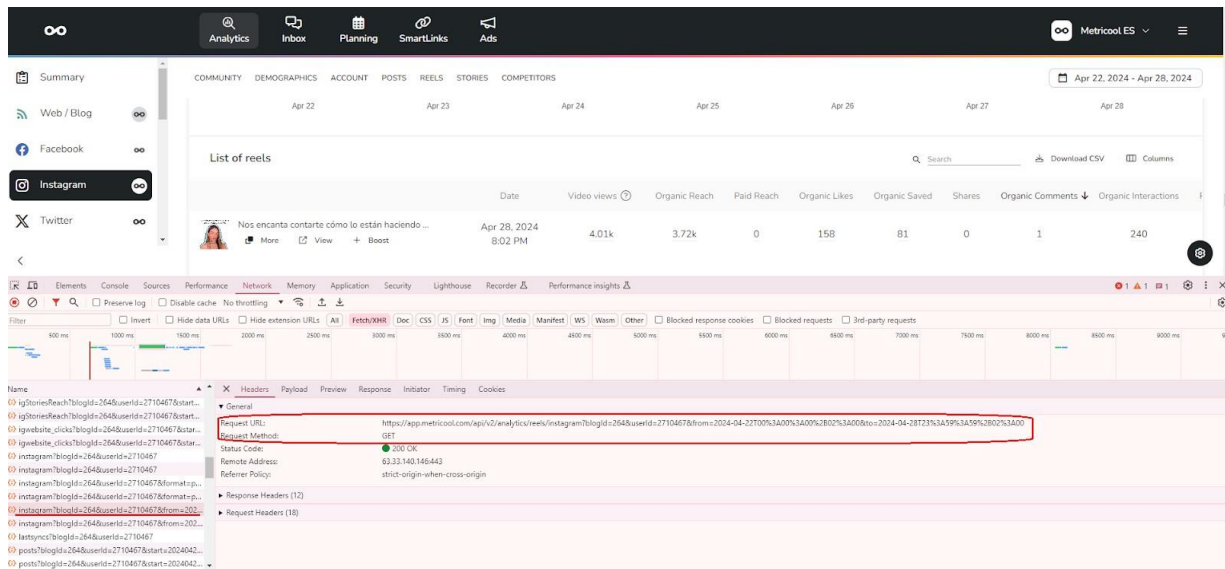 Analytics Inbox Planning SmartLinks Ads
Metricool ES
Summary
COMMUNITY DEMOGRAPHICS ACCOUNT POSTS REELS STORIES COMPETITORS
Apr 22, 2024 - Apr 28, 2024
Web / Blog
Apr 22 Apr 23 Apr 24 Apr 25 Apr 26 Apr 27 Apr 28
Facebook
List of reels
Search Download CSV Columns
Instagram
Date Video views Organic Reach Paid Reach Organic Likes Organic Saved Shares Organic Comments Organic Interactions
Twitter
Nos encanta contarte cómo lo están haciendo ...
More View + Boost
Apr 28, 2024
8:02 PM
4.01k 3.72k 0 158 81 0 1 240
Elements Console Sources Performance Network Memory Application Security Lighthouse Recorder Performance insights
1 1 1
Preserve log Disable cache No throttling
Filter Invert Hide data URLs Hide extension URLs All Fetch/XHR Doc CSS JS Font Img Media Manifest WS Wasm Other Blocked response cookies Blocked requests 3rd-party requests
500 ms 1000 ms 1500 ms 2000 ms 2500 ms 3000 ms 3500 ms 4000 ms 4500 ms 5000 ms 5500 ms 6000 ms 6500 ms 7000 ms 7500 ms 8000 ms 8500 ms 9000 ms
Name
igStoriesReach?blogId=264&userId=2710467&start...
igStoriesReach?blogId=264&userId=2710467&start...
igwebsite_clicks?blogId=264&userId=2710467&star...
igwebsite_clicks?blogId=264&userId=2710467&star...
instagram?blogId=264&userId=2710467
instagram?blogId=264&userId=2710467
instagram?blogId=264&userId=2710467&format=p...
instagram?blogId=264&userId=2710467&format=p...
instagram?blogId=264&userId=2710467&from=202...
instagram?blogId=264&userId=2710467&from=202...
lastsyncs?blogId=264&userId=2710467
posts?blogId=264&userId=2710467&start=2024042...
posts?blogId=264&userId=2710467&start=2024042...
Headers Payload Preview Response Initiator Timing Cookies
General
Request URL: https://app.metricool.com/api/v2/analytics/reels/instagram?blogId=264&userId=2710467&from=2024-04-22T00%3A00%3A00%2B02%3A00&to=2024-04-28T23%3A59%3A59%2B02%3A00
Request Method: GET
Status Code: 200 OK
Remote Address: 63.33.140.146:443
Referrer Policy: strict-origin-when-cross-origin
Response Headers (12)
Request Headers (18)